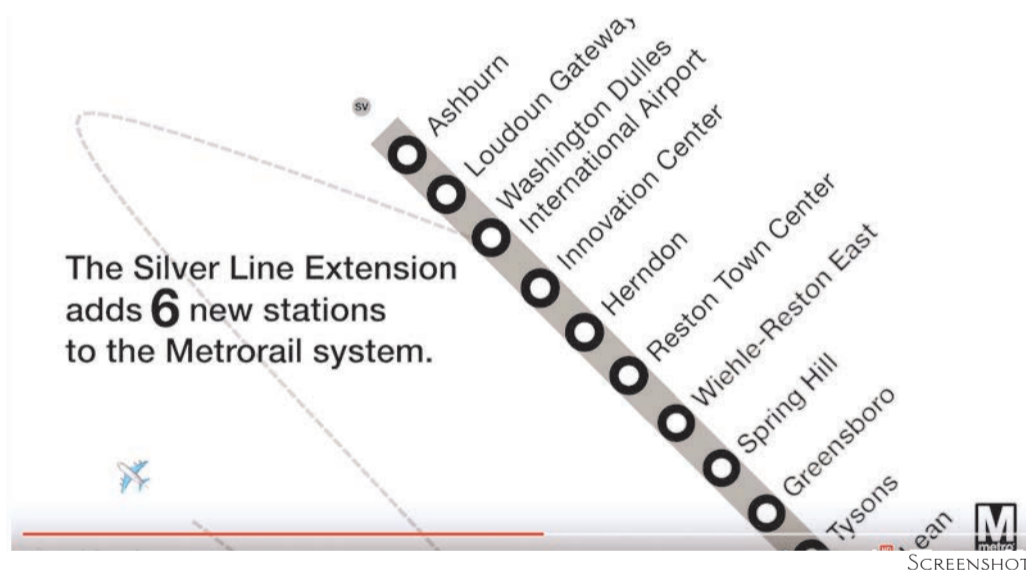 SV
Ashburn
Loudoun Gateway
Washington Dulles
International Airport
Innovation Center
Herndon
Reston Town Center
Wiehle-Reston East
Spring Hill
Greensboro
Tysons
The Silver Line Extension
adds 6 new stations
to the Metrorail system.
M
metro
SCREENSHOT